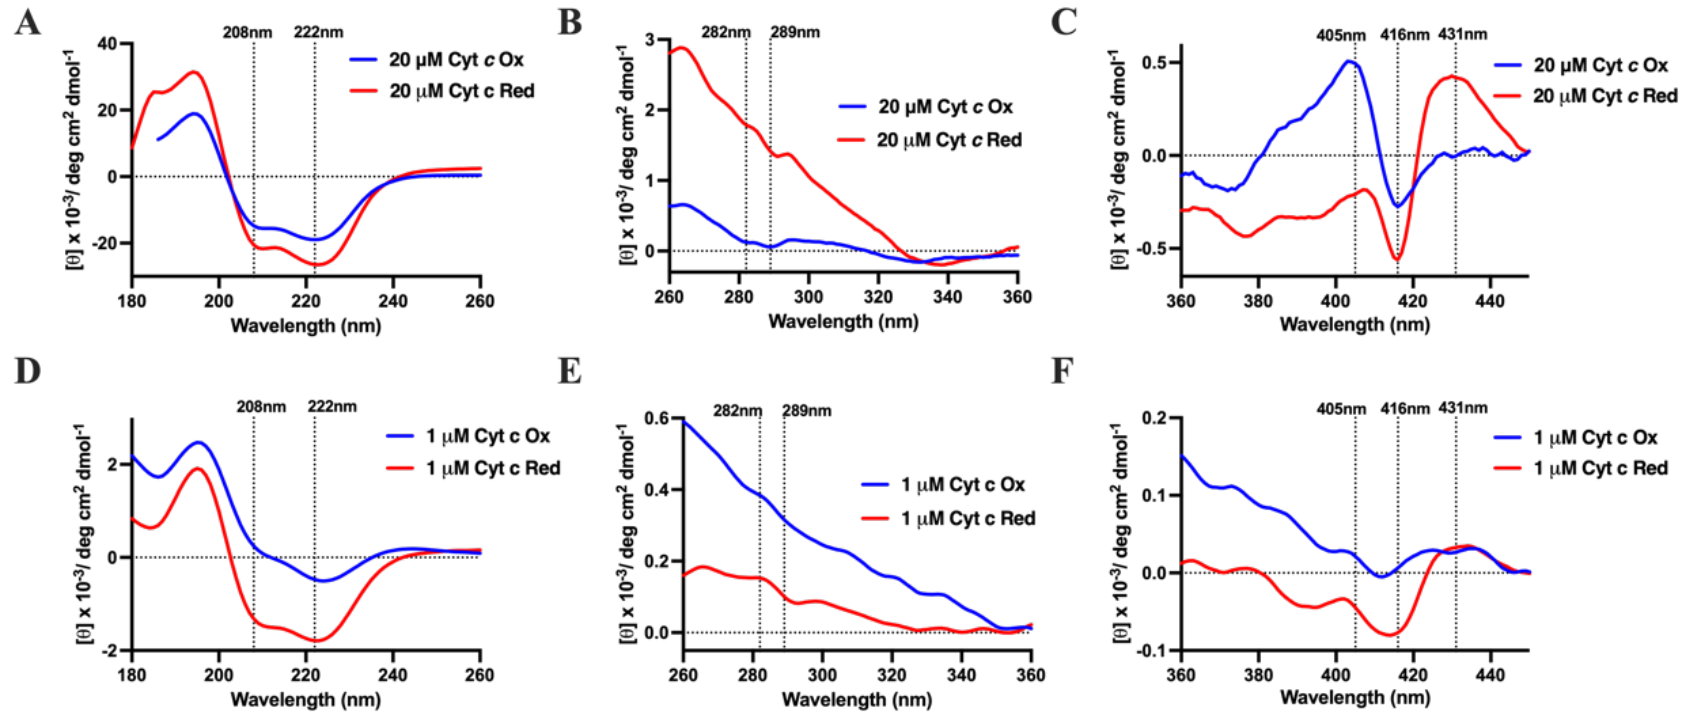 A
208nm 222nm
20 µM Cyt c Ox
20 µM Cyt c Red
[θ] x 10-3/ deg cm2 dmol-1
40
20
0
-20
180 200 220 240 260
Wavelength (nm)
B
282nm 289nm
20 µM Cyt c Ox
20 µM Cyt c Red
[θ] x 10-3/ deg cm2 dmol-1
3
2
1
0
260 280 300 320 340 360
Wavelength (nm)
C
405nm 416nm 431nm
20 µM Cyt c Ox
20 µM Cyt c Red
[θ] x 10-3/ deg cm2 dmol-1
0.5
0.0
-0.5
360 380 400 420 440
Wavelength (nm)
D
208nm 222nm
1 µM Cyt c Ox
1 µM Cyt c Red
[θ] x 10-3/ deg cm2 dmol-1
2
0
-2
180 200 220 240 260
Wavelength (nm)
E
282nm 289nm
1 µM Cyt c Ox
1 µM Cyt c Red
[θ] x 10-3/ deg cm2 dmol-1
0.6
0.4
0.2
0.0
260 280 300 320 340 360
Wavelength (nm)
F
405nm 416nm 431nm
1 µM Cyt c Ox
1 µM Cyt c Red
[θ] x 10-3/ deg cm2 dmol-1
0.2
0.1
0.0
-0.1
360 380 400 420 440
Wavelength (nm)